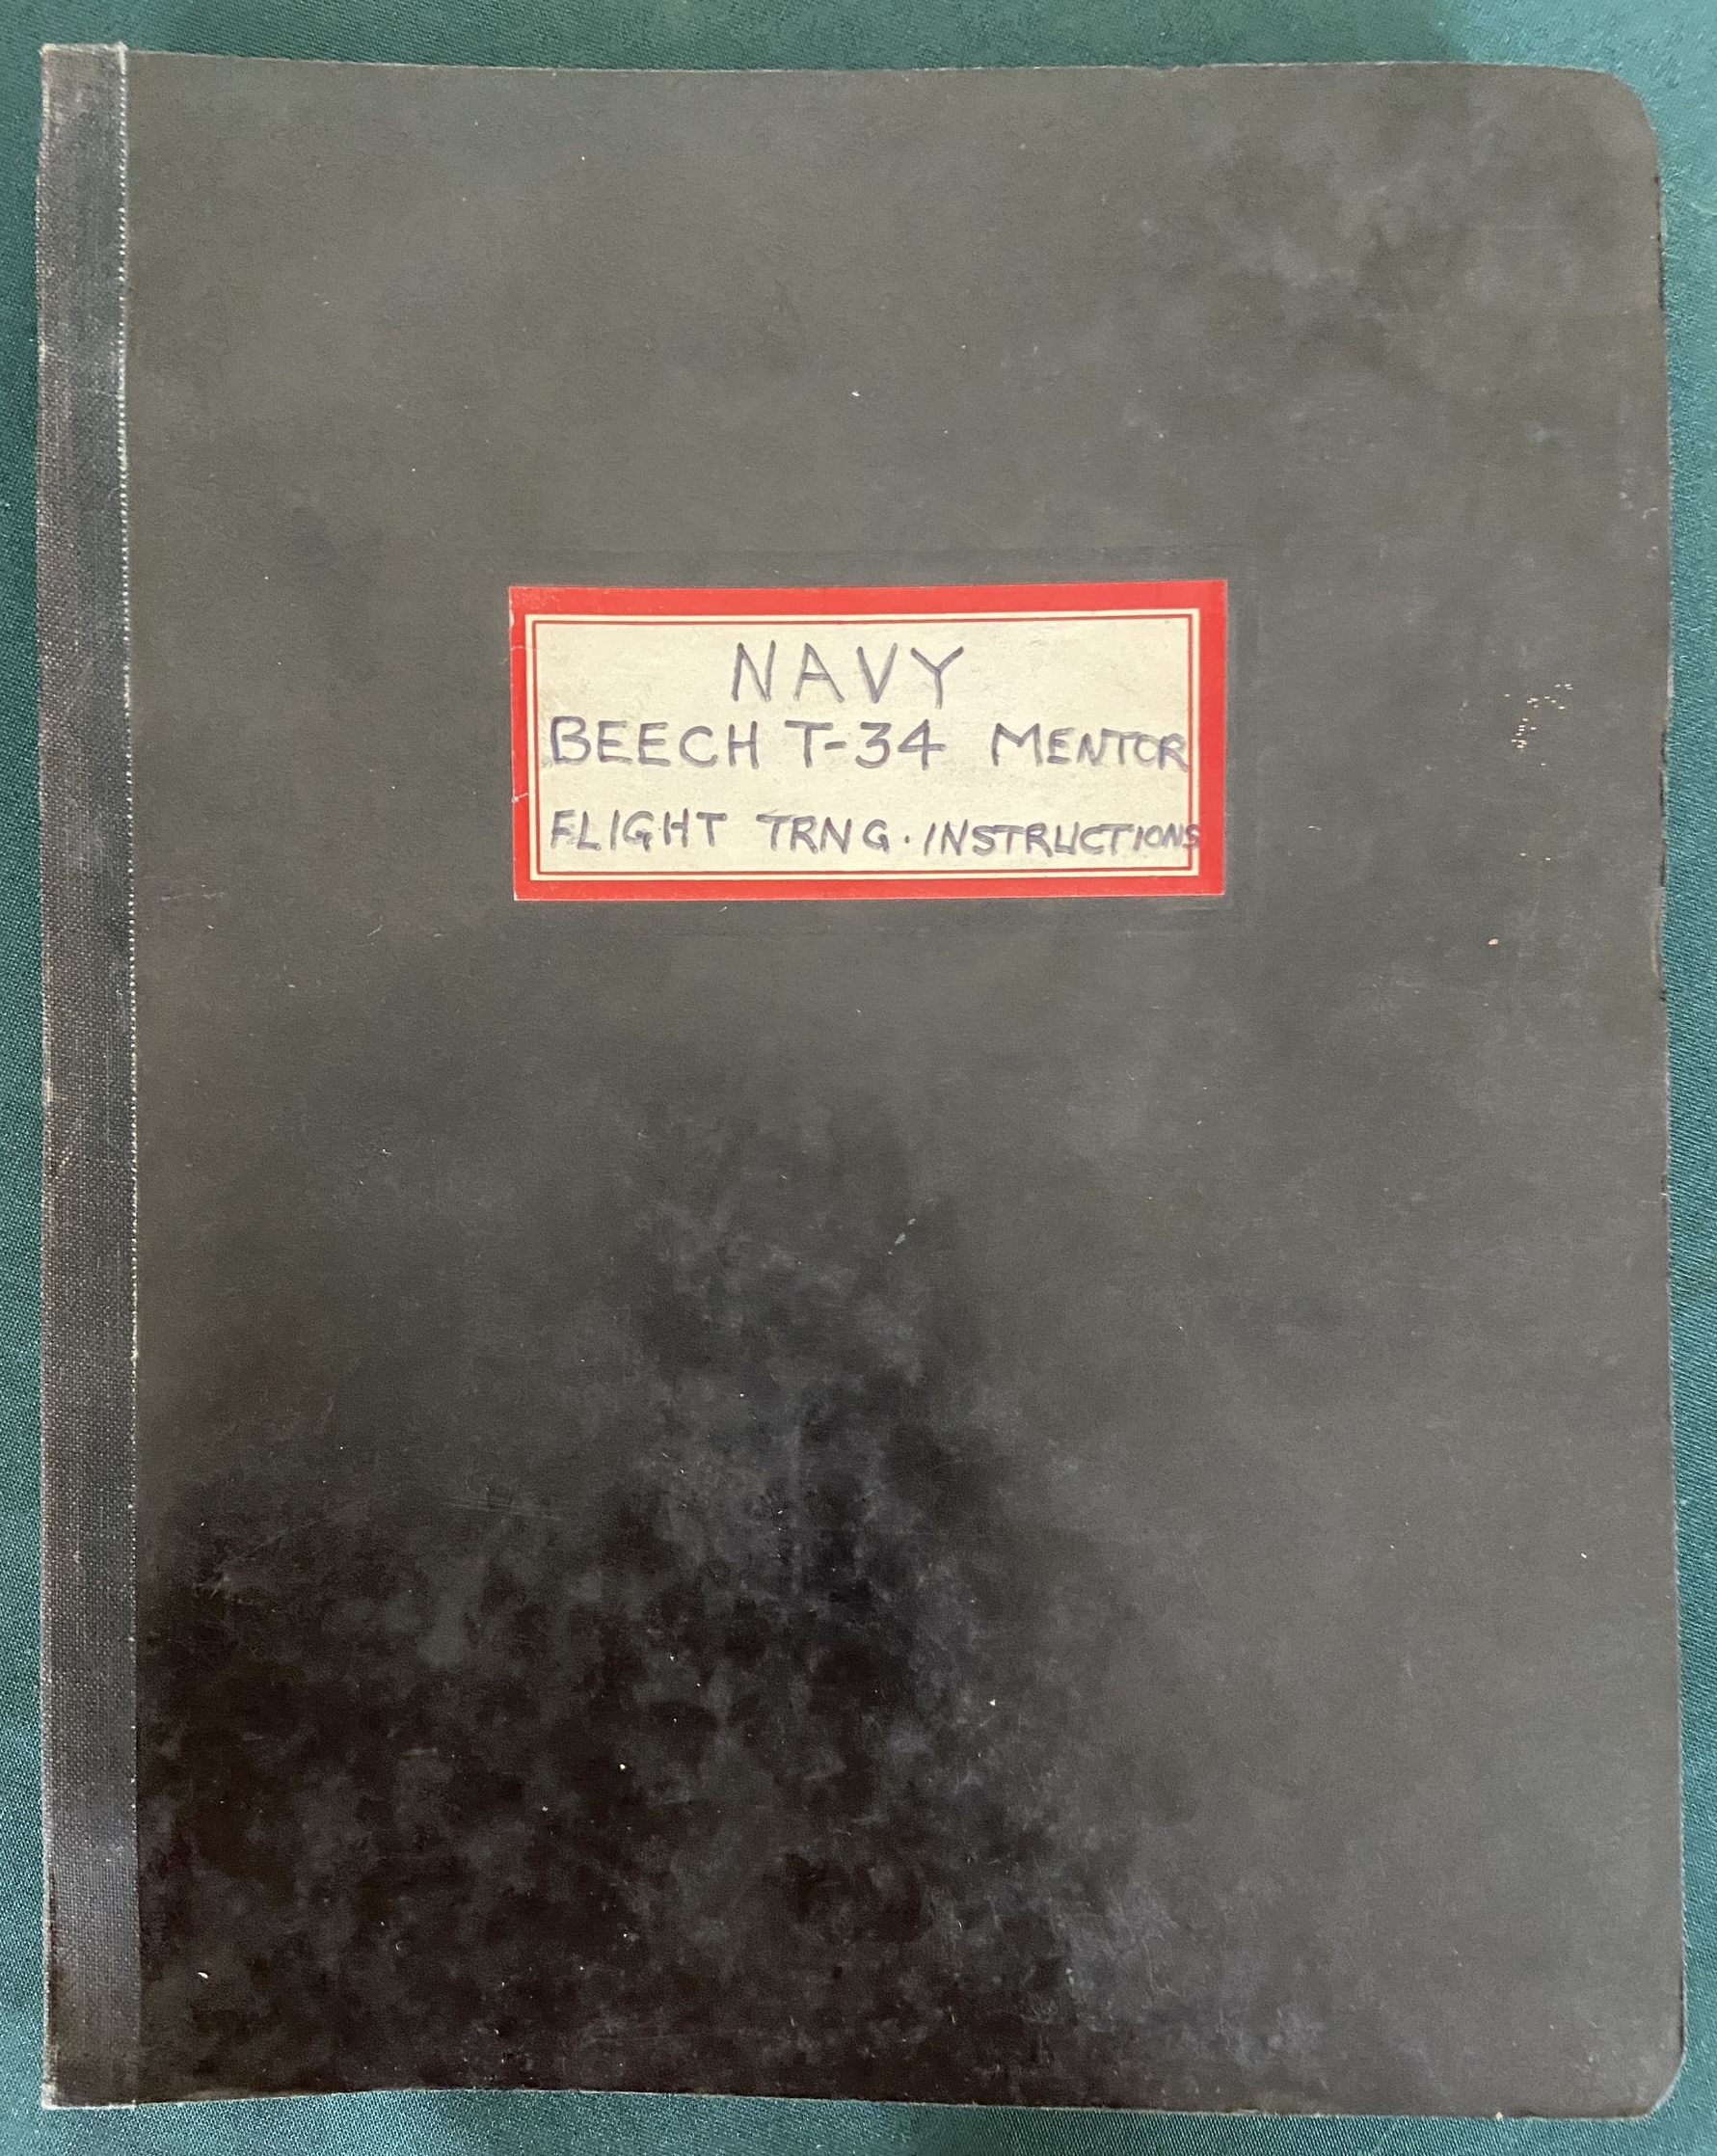 NAVY
BEECH T-34 MENTOR
FLIGHT TRNG. INSTRUCTIONS